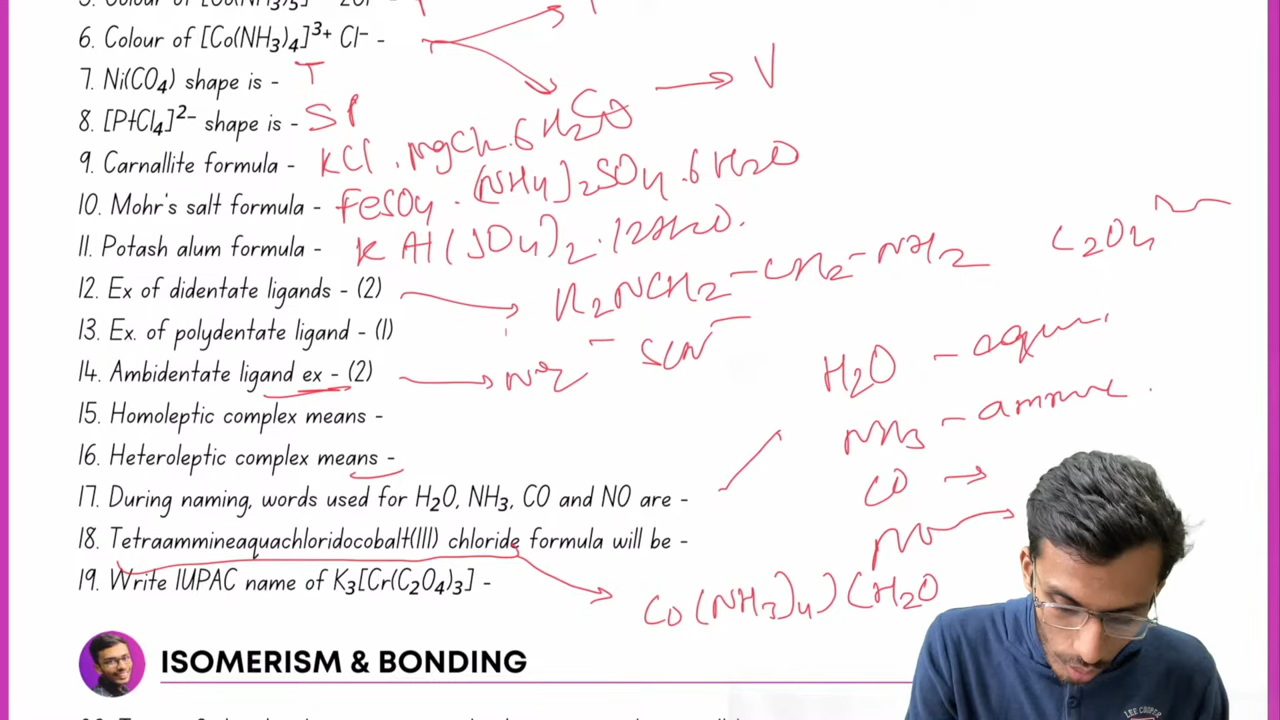 6. Colour of [Co(NH₃)₄]³⁺ Cl⁻ -
→ V
7. Ni(CO₄) shape is - T
8. [PtCl₄]²⁻ shape is - SP
9. Carnallite formula - KCl . MgCl₂.6H₂O
10. Mohr's salt formula - FeSO₄ . (NH₄)₂SO₄.6H₂O
11. Potash alum formula - K Al(SO₄)₂.12H₂O.
12. Ex of didentate ligands - (2) → H₂NCH₂-CH₂-NH₂ C₂O₄
13. Ex. of polydentate ligand - (1)
14. Ambidentate ligand ex - (2) → SCN⁻
15. Homoleptic complex means -
16. Heteroleptic complex means -
17. During naming, words used for H₂O, NH₃, CO and NO are -
H₂O - aqua
NH₃ - ammine
CO →
NO →
18. Tetraammineaquachloridocobalt(III) chloride formula will be -
Co(NH₃)₄)(H₂O
19. Write IUPAC name of K₃[Cr(C₂O₄)₃] -
ISOMERISM & BONDING
LEE COOPER